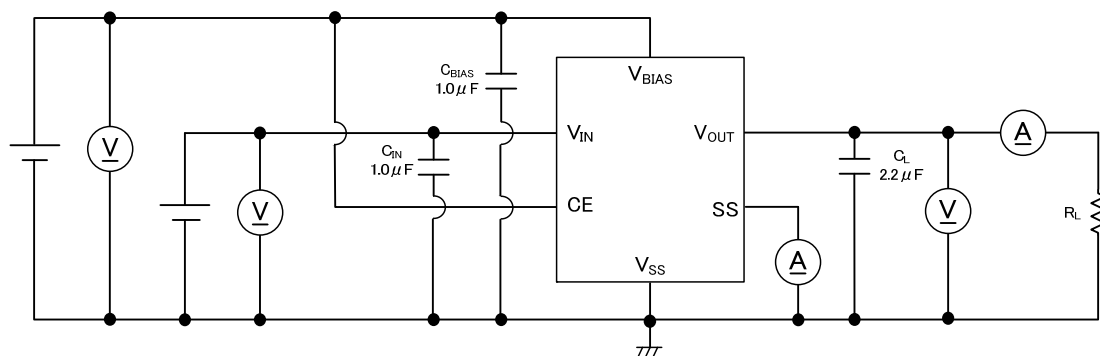 C_BIAS
1.0μF
V_BIAS
V
V
C_IN
1.0μF
V_IN
CE
V_OUT
SS
V_SS
A
C_L
2.2μF
V
A
R_L